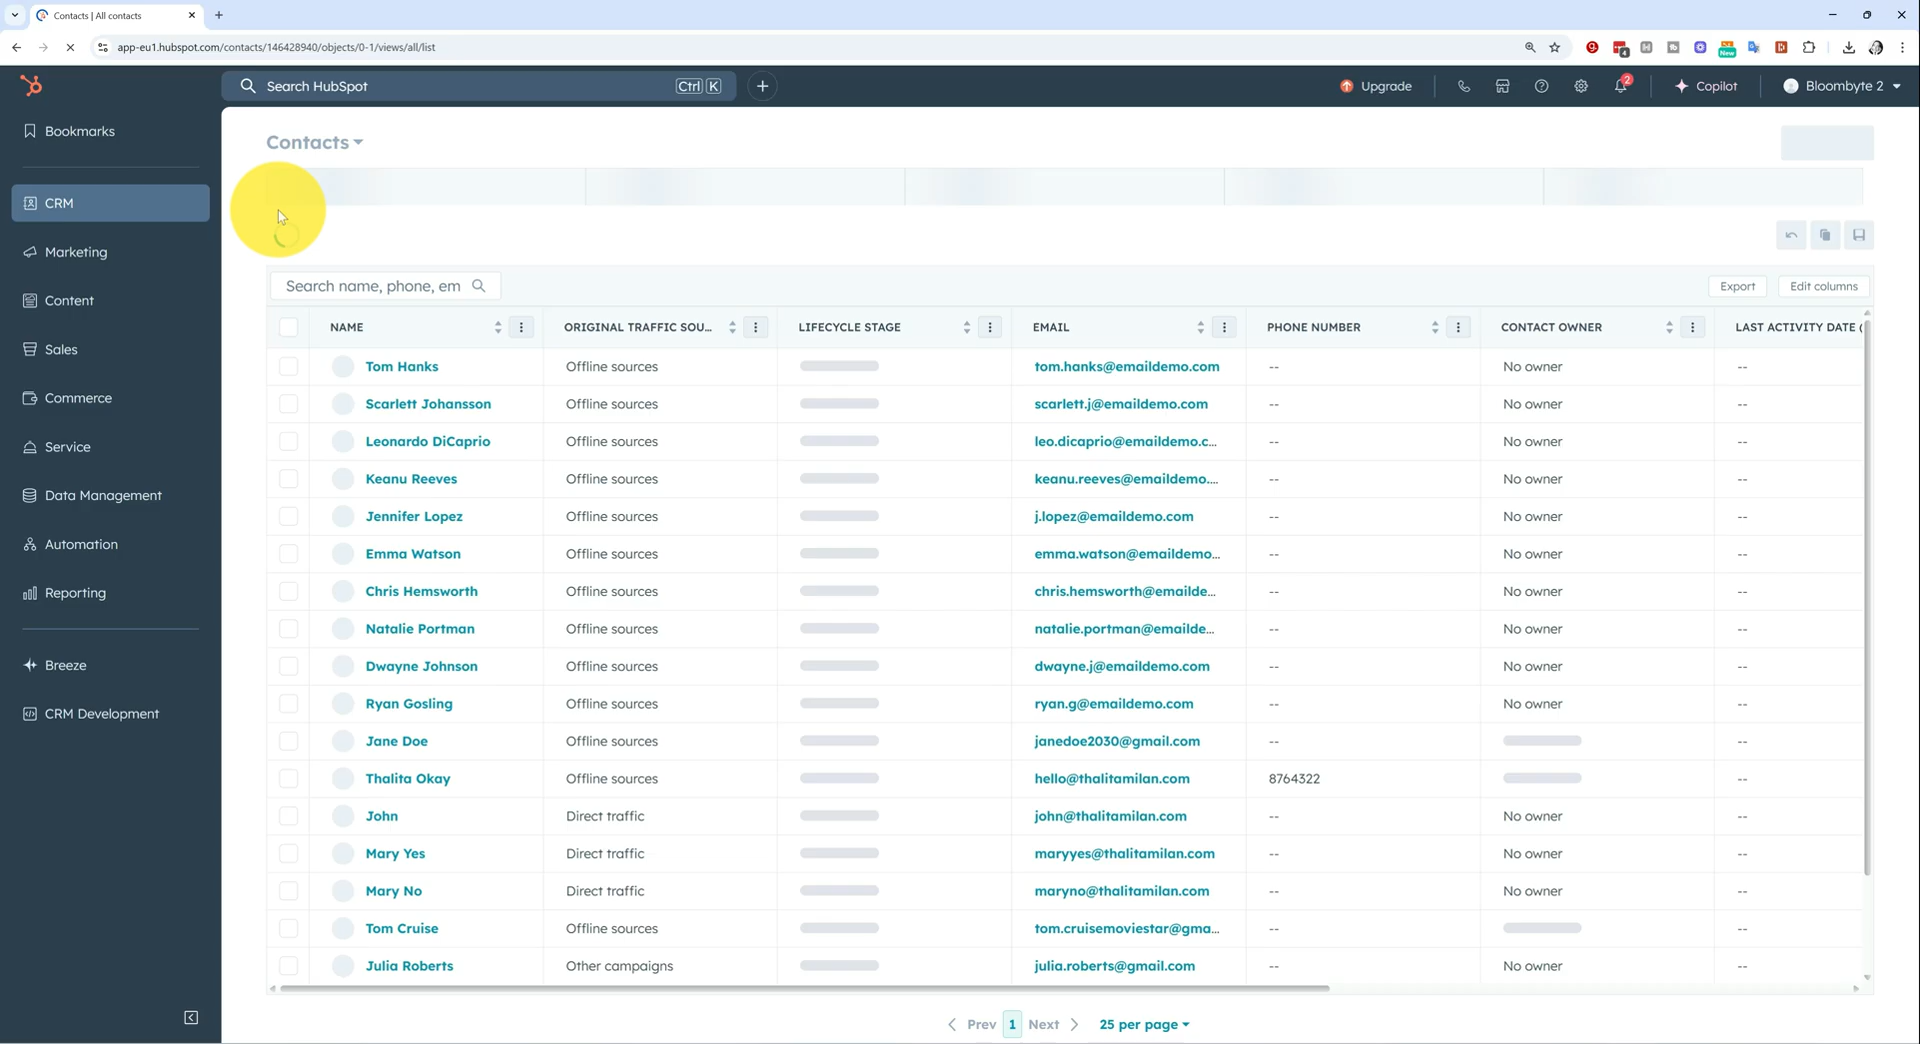 Contacts | All contacts
app-eu1.hubspot.com/contacts/146428940/objects/0-1/views/all/list
4
New
Search HubSpot
Ctrl K
Upgrade
2
Copilot
Bloombyte 2
Bookmarks
CRM
Marketing
Content
Sales
Commerce
Service
Data Management
Automation
Reporting
Breeze
CRM Development
Contacts
Search name, phone, em
Export
Edit columns
NAME ORIGINAL TRAFFIC SOU... LIFECYCLE STAGE EMAIL PHONE NUMBER CONTACT OWNER LAST ACTIVITY DATE (
Tom Hanks Offline sources tom.hanks@emaildemo.com -- No owner --
Scarlett Johansson Offline sources scarlett.j@emaildemo.com -- No owner --
Leonardo DiCaprio Offline sources leo.dicaprio@emaildemo.c... -- No owner --
Keanu Reeves Offline sources keanu.reeves@emaildemo.... -- No owner --
Jennifer Lopez Offline sources j.lopez@emaildemo.com -- No owner --
Emma Watson Offline sources emma.watson@emaildemo... -- No owner --
Chris Hemsworth Offline sources chris.hemsworth@emailde... -- No owner --
Natalie Portman Offline sources natalie.portman@emailde... -- No owner --
Dwayne Johnson Offline sources dwayne.j@emaildemo.com -- No owner --
Ryan Gosling Offline sources ryan.g@emaildemo.com -- No owner --
Jane Doe Offline sources janedoe2030@gmail.com -- --
Thalita Okay Offline sources hello@thalitamilan.com 8764322 --
John Direct traffic john@thalitamilan.com -- No owner --
Mary Yes Direct traffic maryyes@thalitamilan.com -- No owner --
Mary No Direct traffic maryno@thalitamilan.com -- No owner --
Tom Cruise Offline sources tom.cruisemoviestar@gma... -- --
Julia Roberts Other campaigns julia.roberts@gmail.com -- No owner --
Prev 1 Next 25 per page